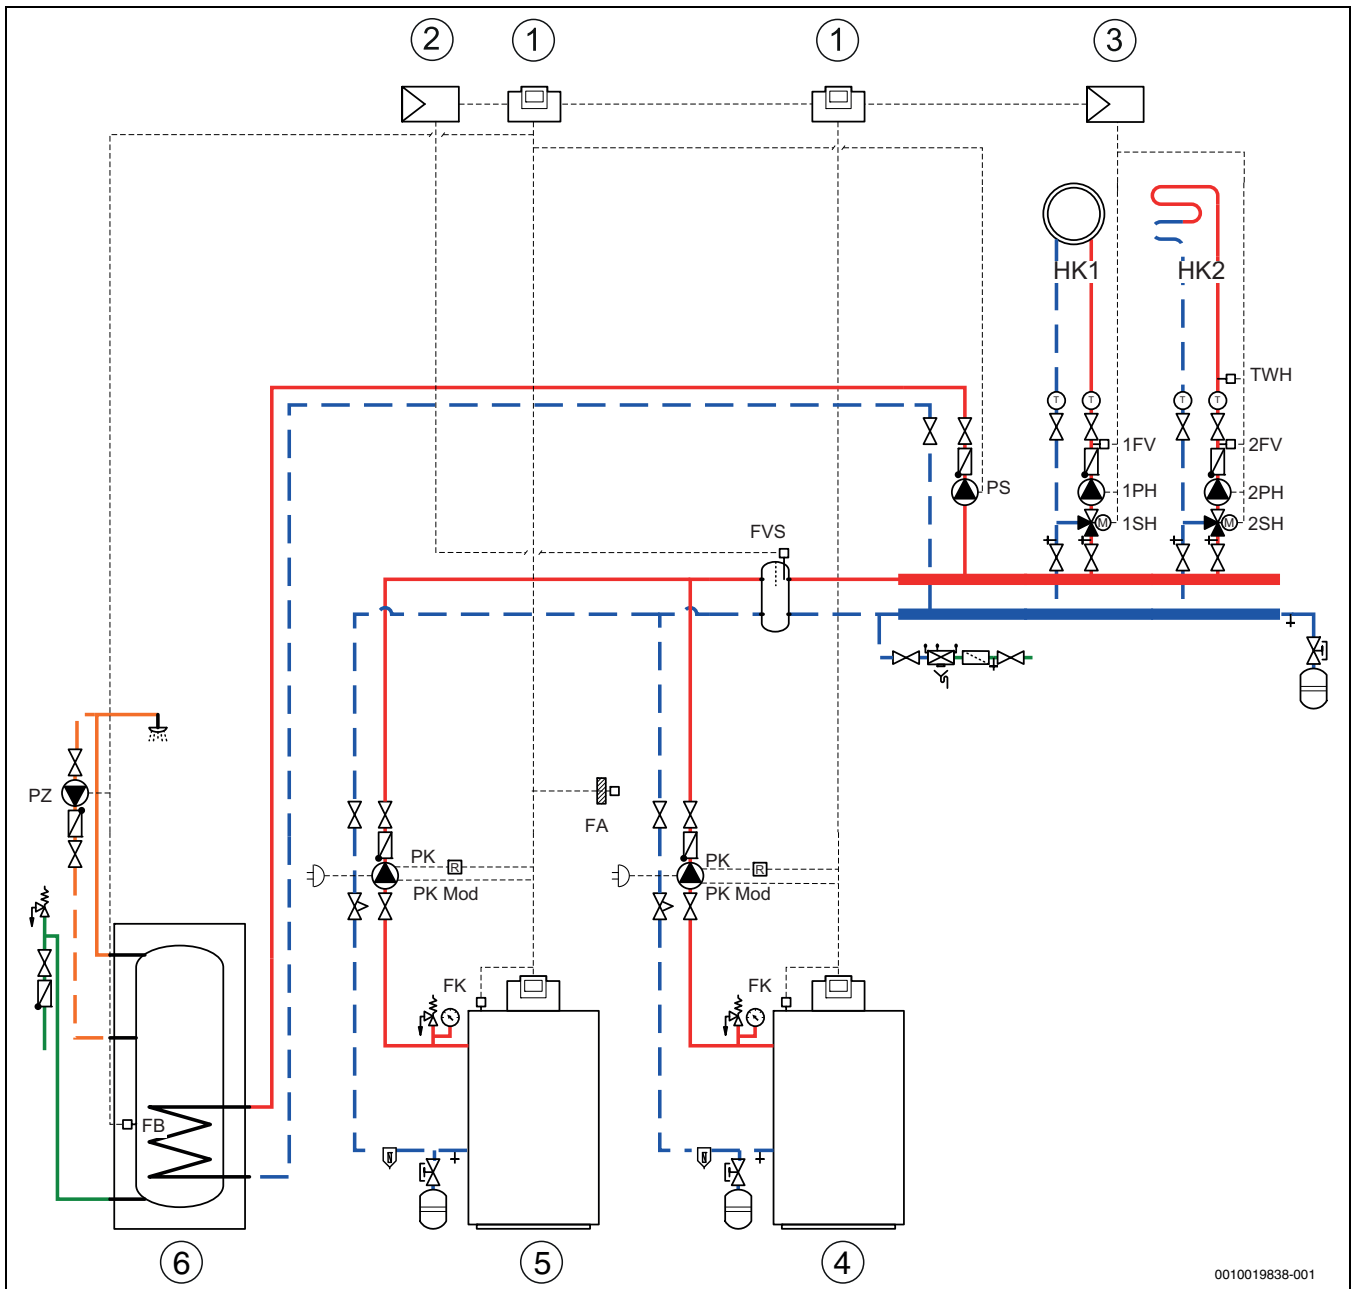 2 1 1 3
HK1 HK2
TWH
T T T T
1FV 2FV
PS 1PH 2PH
M 1SH M 2SH
FVS
PZ
FA
PK R PK R
PK Mod PK Mod
FK FK
FB
6 5 4
0010019838-001